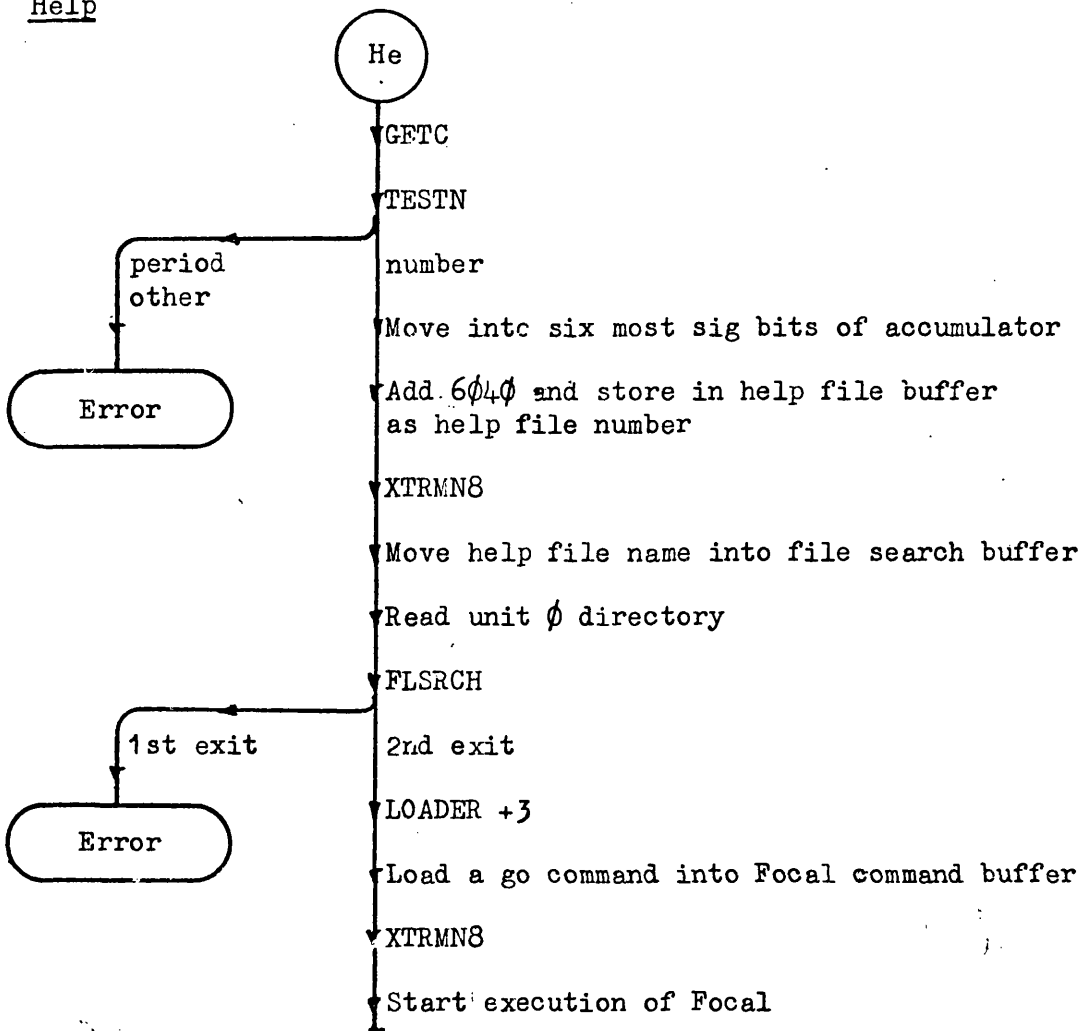 Help
He
GETC
TESTN
period
other
number
Move into six most sig bits of accumulator
Error
Add 6040 and store in help file buffer
as help file number
XTRMN8
Move help file name into file search buffer
Read unit 0 directory
FLSRCH
1st exit
2nd exit
LOADER +3
Error
Load a go command into Focal command buffer
XTRMN8
Start execution of Focal